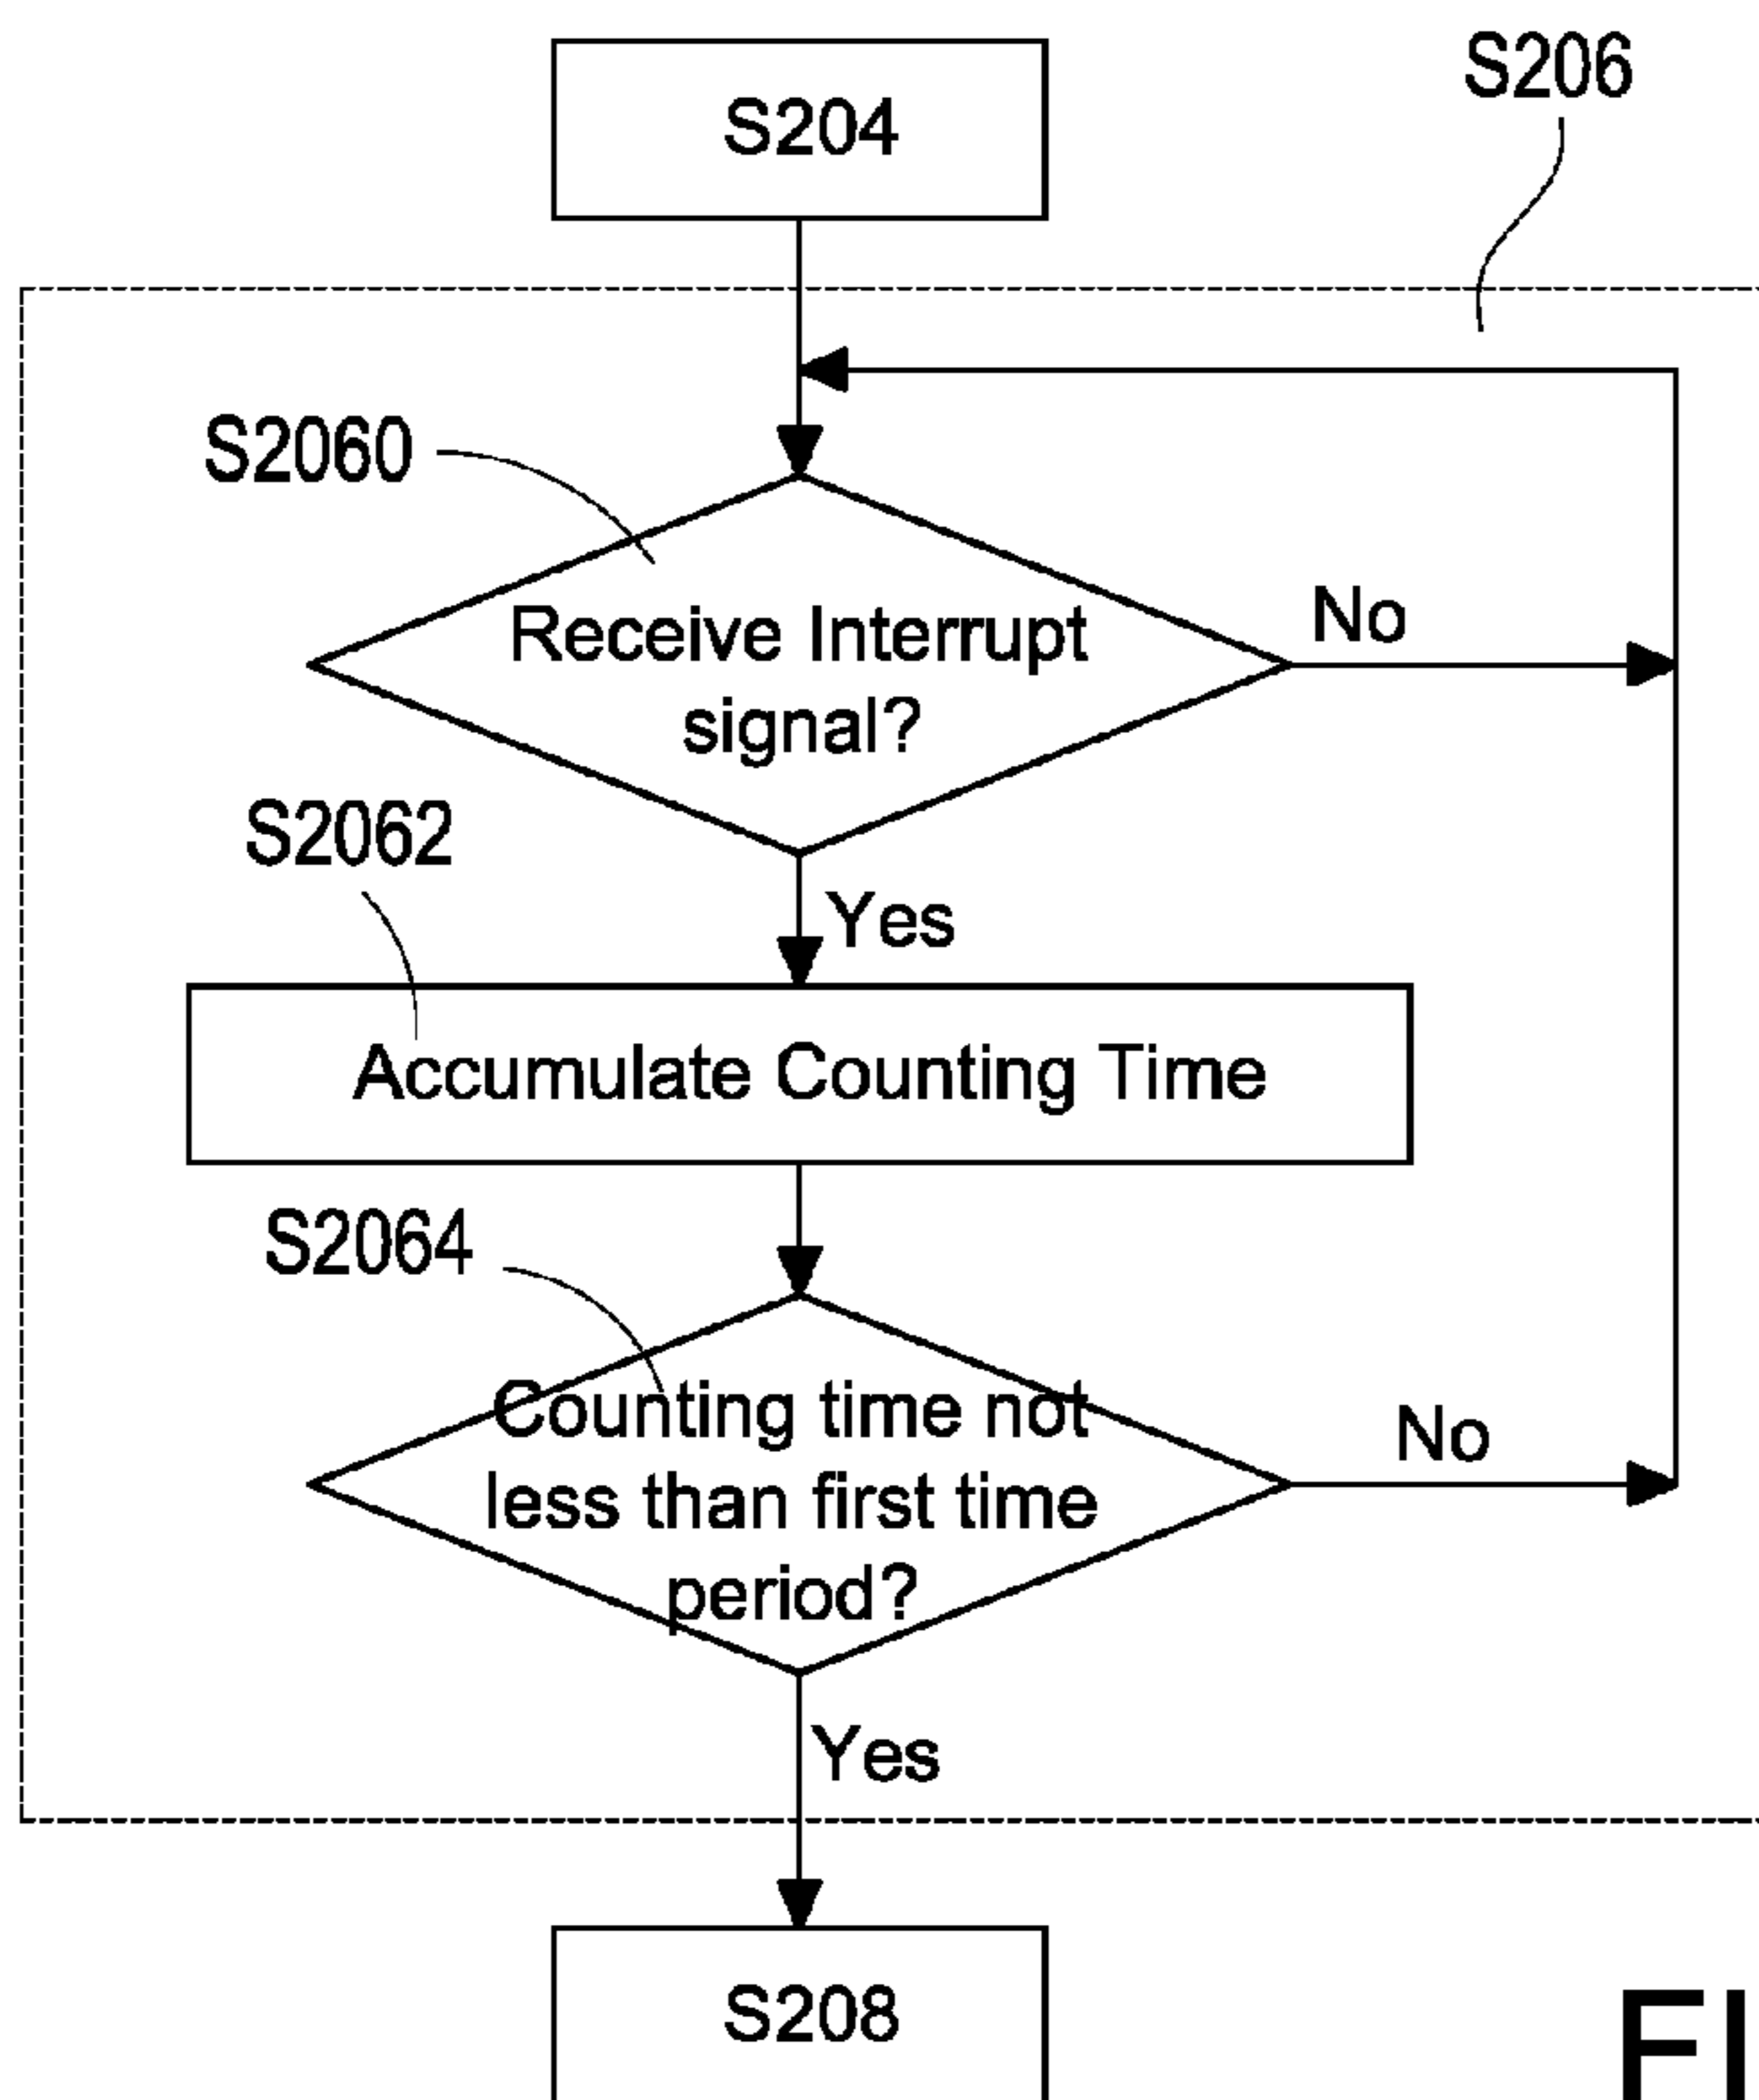 S204
S206
S2060
Receive Interrupt
signal?
No
S2062
Yes
Accumulate Counting Time
S2064
Counting time not
less than first time
period?
No
Yes
S208
FI